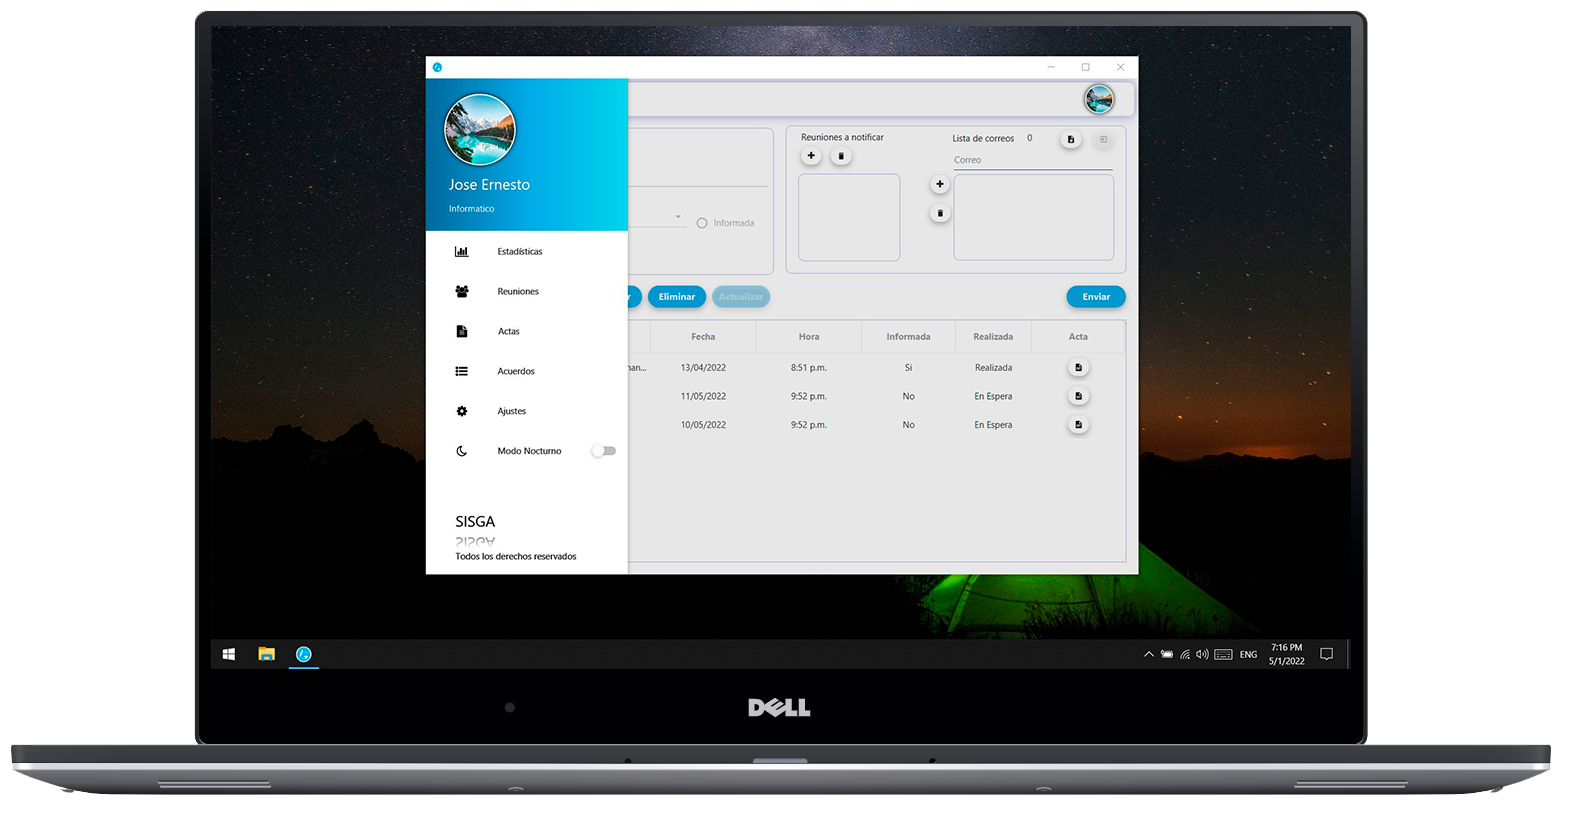 Jose Ernesto
Informatico
Estadísticas
Reuniones
Actas
Acuerdos
Ajustes
Modo Nocturno
SISGA
SISGA
Todos los derechos reservados
Informada
Reuniones a notificar
Lista de correos 0
Correo
r Eliminar Actualizar Enviar
Fecha Hora Informada Realizada Acta
nan... 13/04/2022 8:51 p.m. Si Realizada
11/05/2022 9:52 p.m. No En Espera
10/05/2022 9:52 p.m. No En Espera
ENG
7:16 PM
5/1/2022
DELL